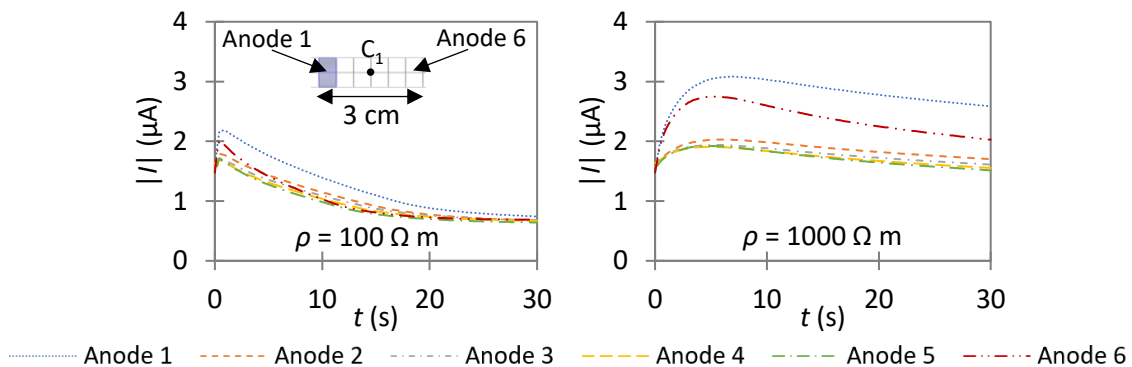 4
3
2
1
0
|I| (µA)
Anode 1
Anode 6
C1
3 cm
ρ = 100 Ω m
0 10 20 30
t (s)
4
3
2
1
0
|I| (µA)
ρ = 1000 Ω m
0 10 20 30
t (s)
Anode 1 Anode 2 Anode 3 Anode 4 Anode 5 Anode 6